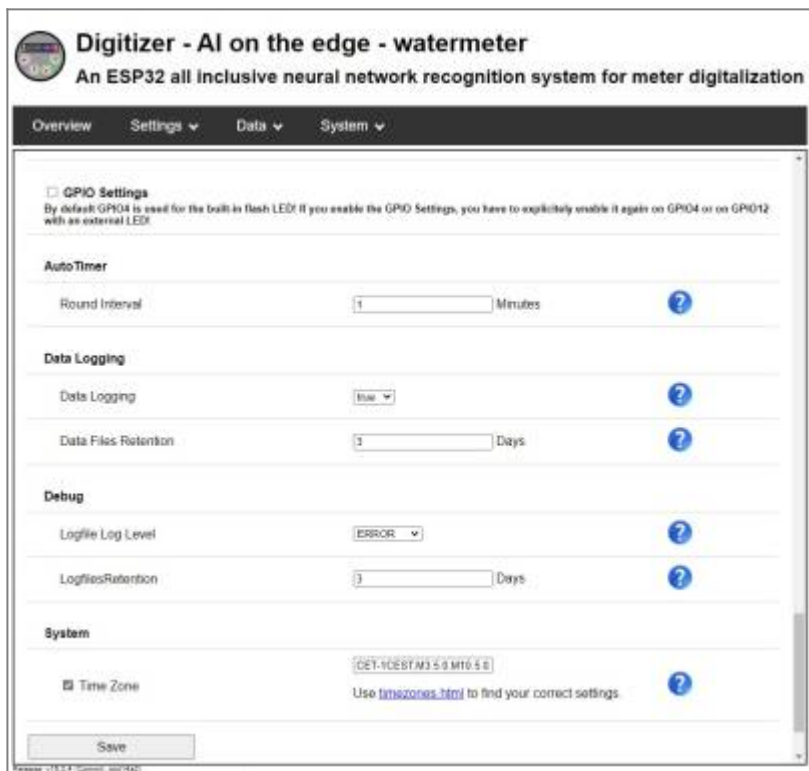 Digitizer - AI on the edge - watermeter
An ESP32 all inclusive neural network recognition system for meter digitalization
Overview Settings Data System
GPIO Settings
By default GPIO4 is used for the built-in flash LED! If you enable the GPIO Settings, you have to explicitely enable it again on GPIO4 or on GPIO12
with an external LED!
AutoTimer
Round Interval 1 Minutes
Data Logging
Data Logging true
Data Files Retention 3 Days
Debug
Logfile Log Level ERROR
LogfilesRetention 3 Days
System
CET-1CEST,M3.5.0,M10.5.0
Time Zone
Use timezones.html to find your correct settings
Save